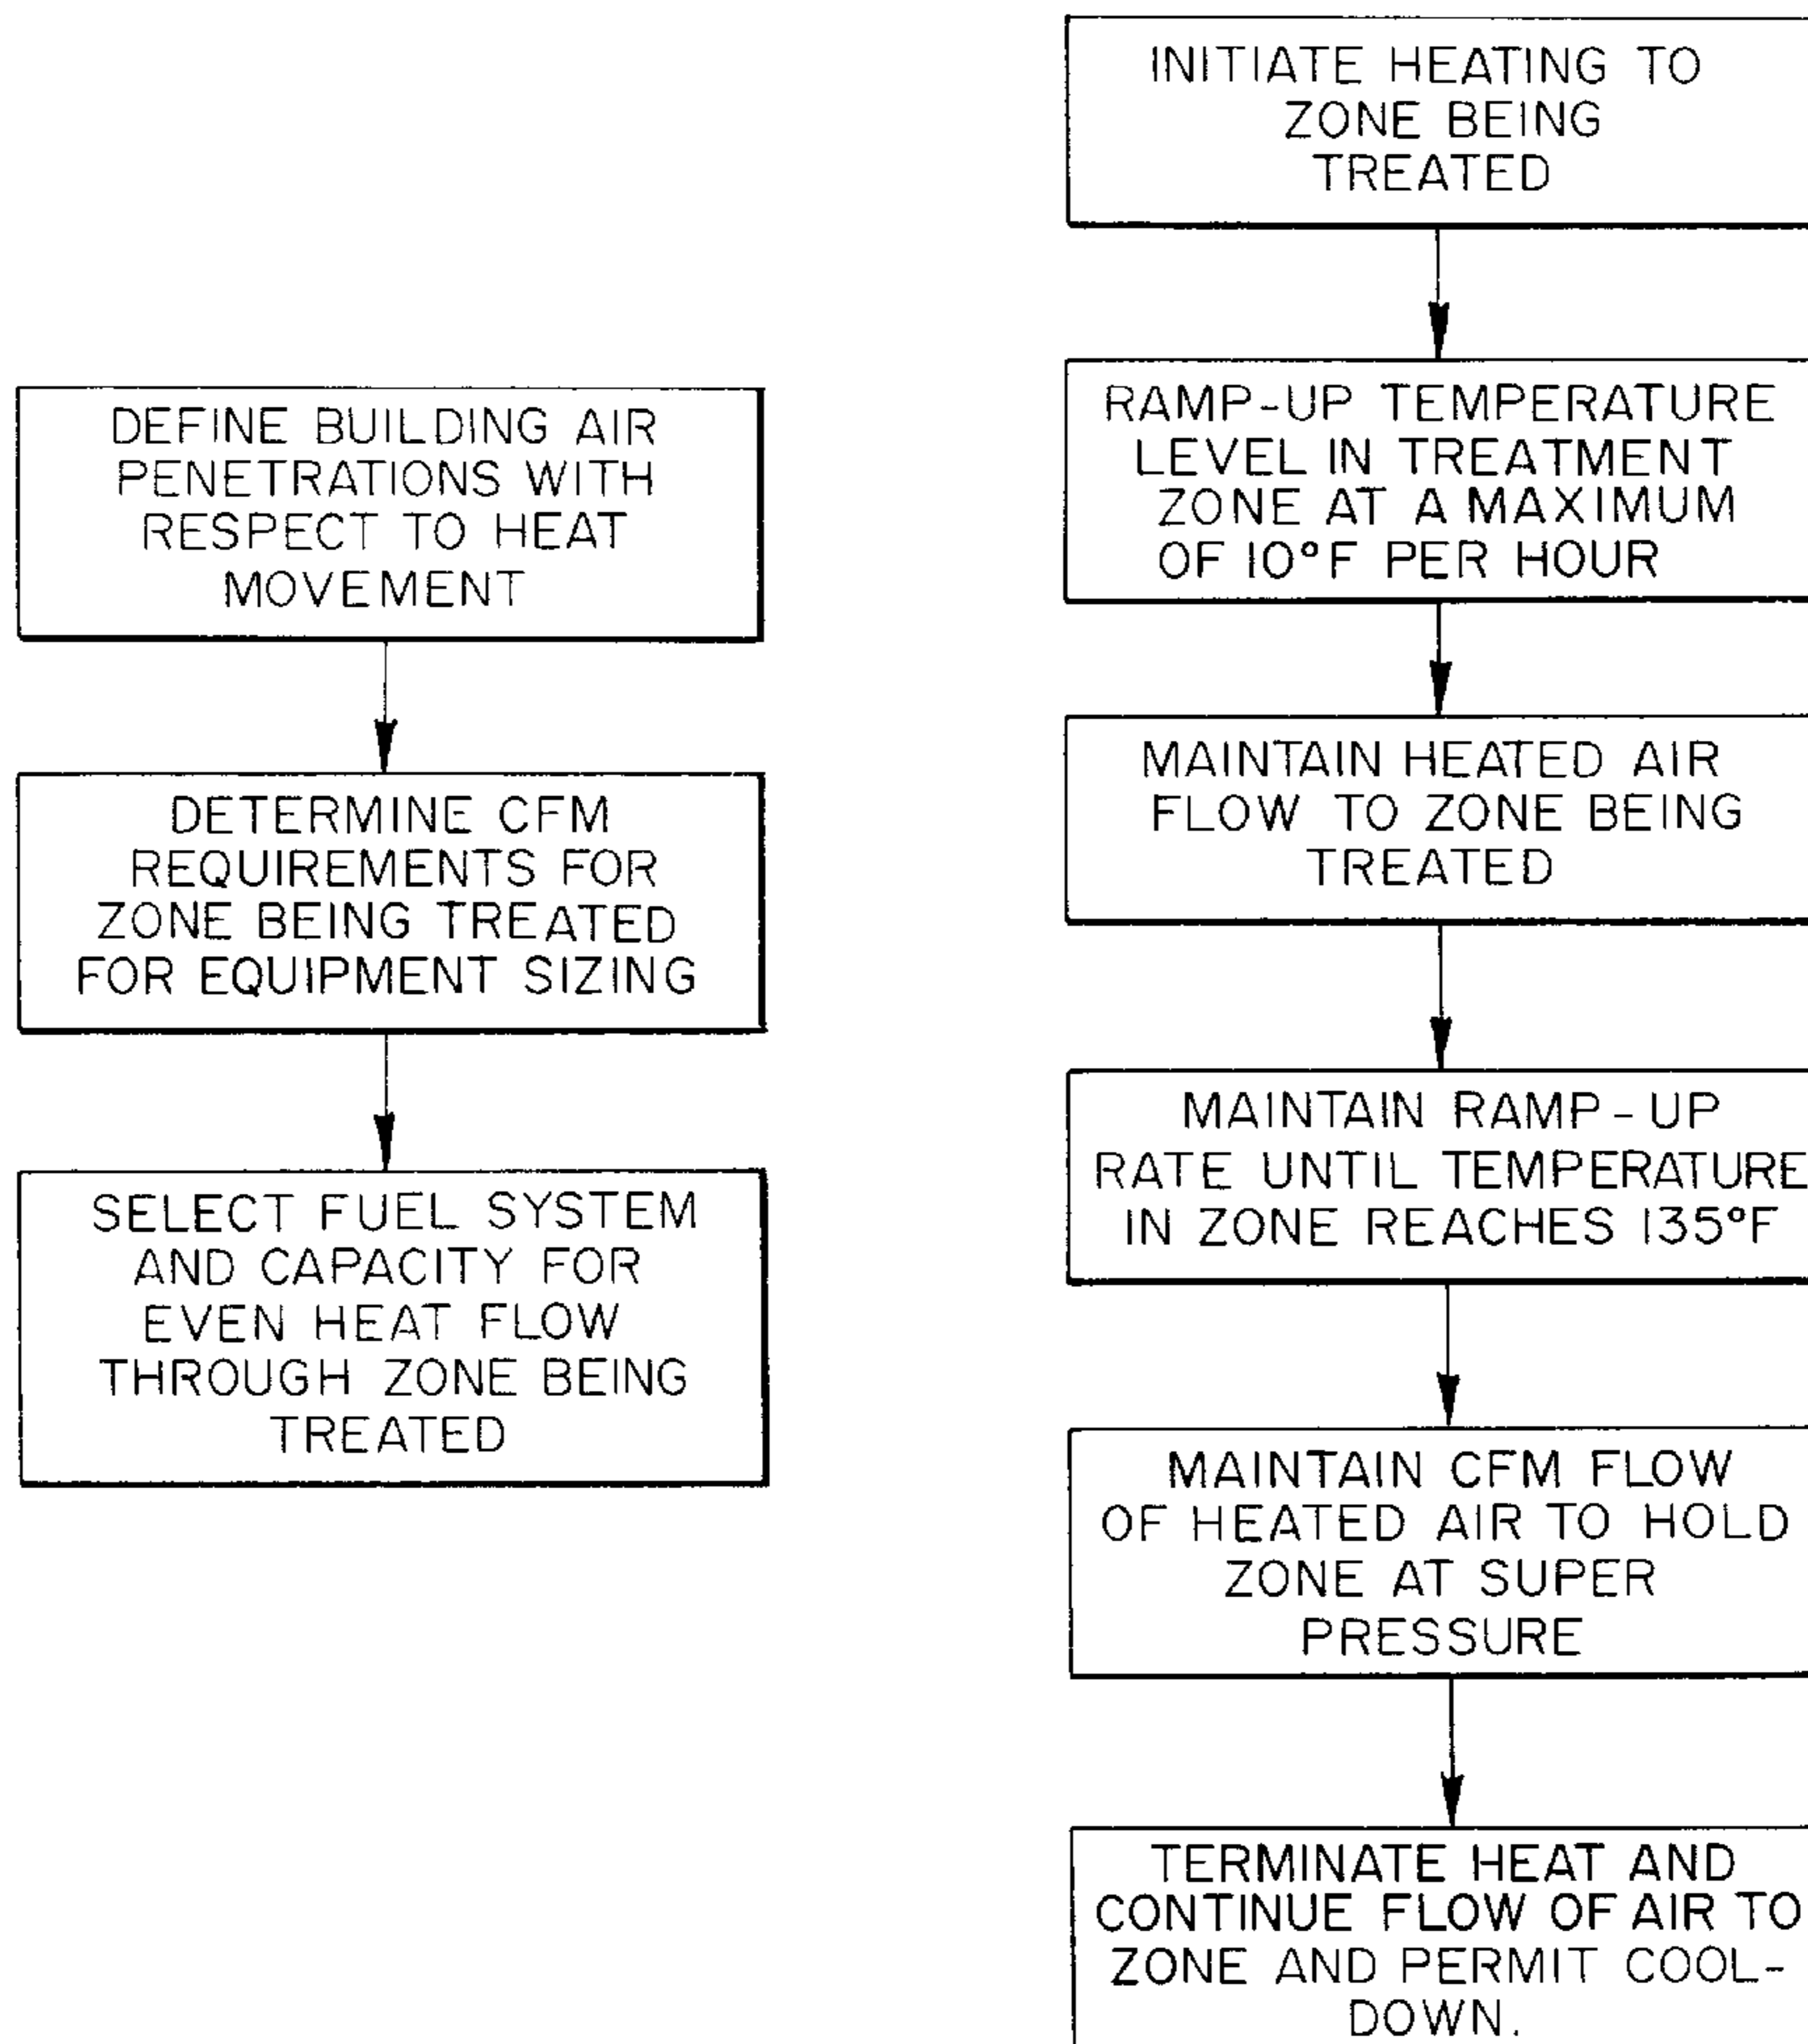 DEFINE BUILDING AIR
PENETRATIONS WITH
RESPECT TO HEAT
MOVEMENT
DETERMINE CFM
REQUIREMENTS FOR
ZONE BEING TREATED
FOR EQUIPMENT SIZING
SELECT FUEL SYSTEM
AND CAPACITY FOR
EVEN HEAT FLOW
THROUGH ZONE BEING
TREATED
INITIATE HEATING TO
ZONE BEING
TREATED
RAMP-UP TEMPERATURE
LEVEL IN TREATMENT
ZONE AT A MAXIMUM
OF 10°F PER HOUR
MAINTAIN HEATED AIR
FLOW TO ZONE BEING
TREATED
MAINTAIN RAMP-UP
RATE UNTIL TEMPERATURE
IN ZONE REACHES 135°F
MAINTAIN CFM FLOW
OF HEATED AIR TO HOLD
ZONE AT SUPER
PRESSURE
TERMINATE HEAT AND
CONTINUE FLOW OF AIR TO
ZONE AND PERMIT COOL-
DOWN.